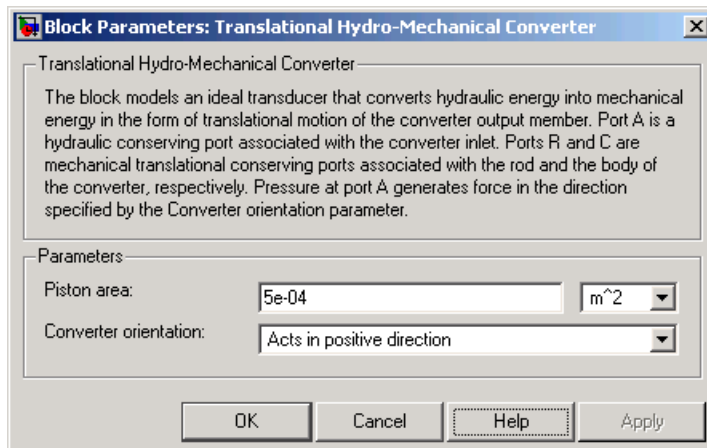 Block Parameters: Translational Hydro-Mechanical Converter
Translational Hydro-Mechanical Converter
The block models an ideal transducer that converts hydraulic energy into mechanical
energy in the form of translational motion of the converter output member. Port A is a
hydraulic conserving port associated with the converter inlet. Ports R and C are
mechanical translational conserving ports associated with the rod and the body of
the converter, respectively. Pressure at port A generates force in the direction
specified by the Converter orientation parameter.
Parameters
Piston area: 5e-04 m^2
Converter orientation: Acts in positive direction
OK Cancel Help Apply